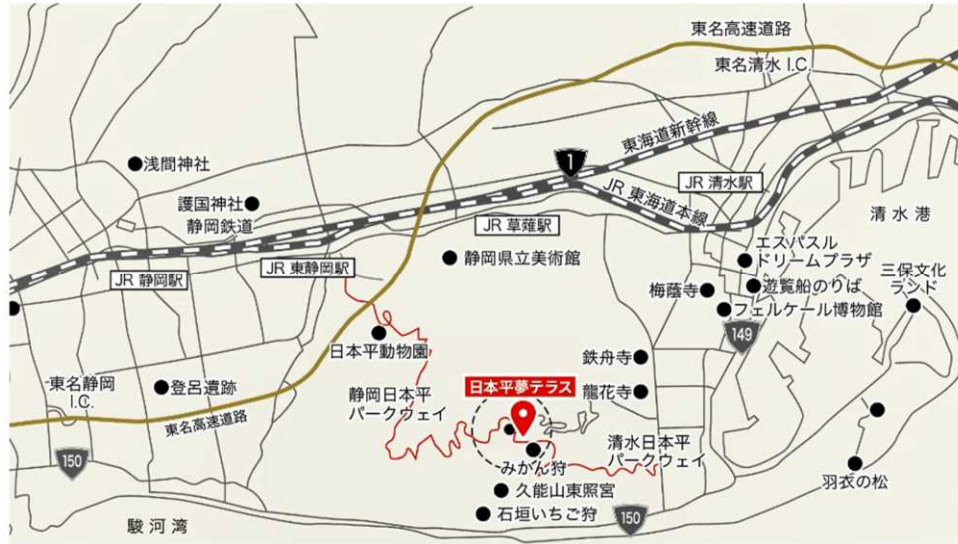 東名高速道路
東名清水 I.C.
東海道新幹線
1
浅間神社
JR 清水駅
JR 東海道本線
護国神社
静岡鉄道
清水港
JR 草薙駅
エスパルス
ドリームプラザ
静岡県立美術館
JR 東静岡駅
JR 静岡駅
三保文化
ランド
梅蔭寺
遊覧船のりば
フェルケール博物館
149
日本平動物園
鉄舟寺
東名静岡
I.C.
登呂遺跡
静岡日本平
パークウェイ
日本平夢テラス
龍花寺
東名高速道路
清水日本平
パークウェイ
150
みかん狩
羽衣の松
久能山東照宮
石垣いちご狩
150
駿河湾